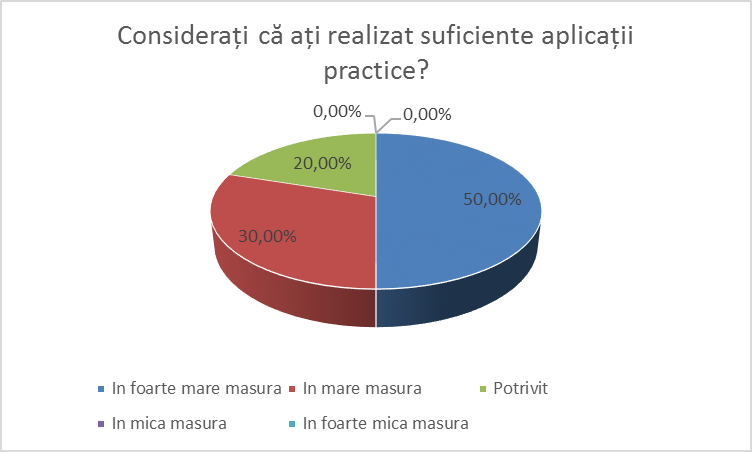 Considerați că ați realizat suficiente aplicații
practice?
0,00%
0,00%
20,00%
50,00%
30,00%
In foarte mare masura
In mare masura
Potrivit
In mica masura
In foarte mica masura